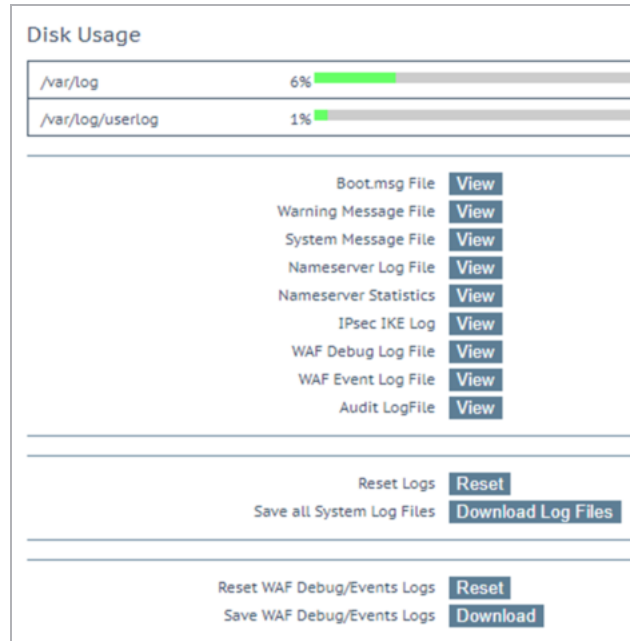 Disk Usage
/var/log 6%
/var/log/userlog 1%
Boot.msg File View
Warning Message File View
System Message File View
Nameserver Log File View
Nameserver Statistics View
IPsec IKE Log View
WAF Debug Log File View
WAF Event Log File View
Audit LogFile View
Reset Logs Reset
Save all System Log Files Download Log Files
Reset WAF Debug/Events Logs Reset
Save WAF Debug/Events Logs Download